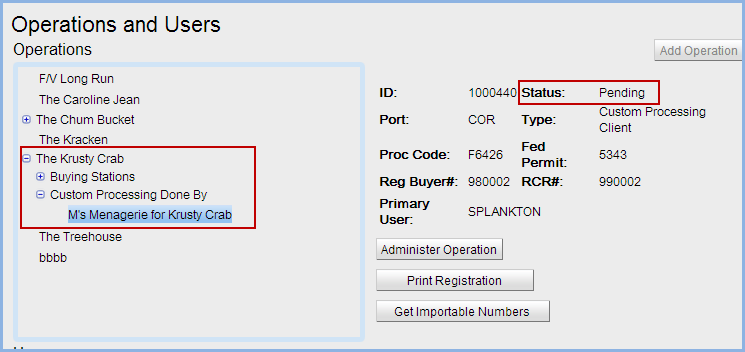 Operations and Users
Operations
Add Operation
F/V Long Run
The Caroline Jean
The Chum Bucket
The Kracken
The Krusty Crab
Buying Stations
Custom Processing Done By
M's Menagerie for Krusty Crab
The Treehouse
bbbb
ID: 1000440 Status: Pending
Port: COR Type: Custom Processing Client
Proc Code: F6426 Fed Permit: 5343
Reg Buyer#: 980002 RCR#: 990002
Primary User: SPLANKTON
Administer Operation
Print Registration
Get Importable Numbers